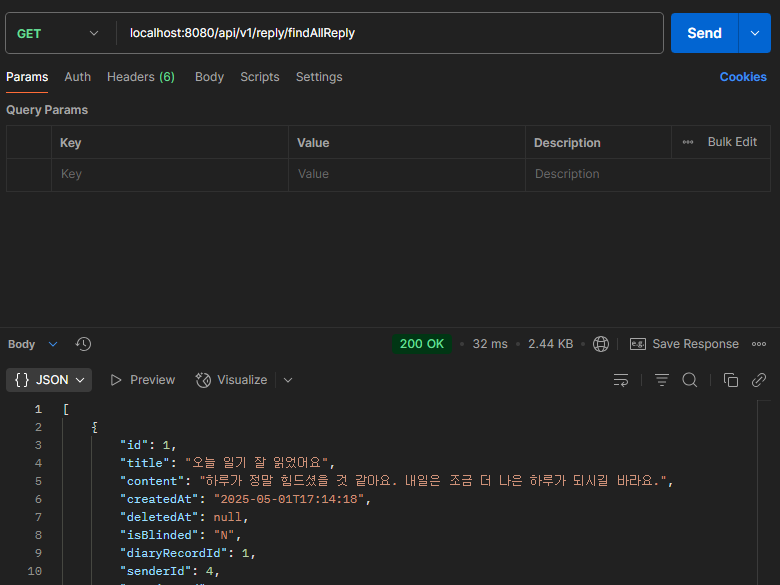 GET localhost:8080/api/v1/reply/findAllReply Send
Params Auth Headers (6) Body Scripts Settings Cookies
Query Params
Key Value Description Bulk Edit
Key Value Description
Body 200 OK 32 ms 2.44 KB e.g. Save Response
{} JSON Preview Visualize
1 [
2 {
3 "id": 1,
4 "title": "오늘 일기 잘 읽었어요",
5 "content": "하루가 정말 힘드셨을 것 같아요. 내일은 조금 더 나은 하루가 되시길 바라요.",
6 "createdAt": "2025-05-01T17:14:18",
7 "deletedAt": null,
8 "isBlinded": "N",
9 "diaryRecordId": 1,
10 "senderId": 4,